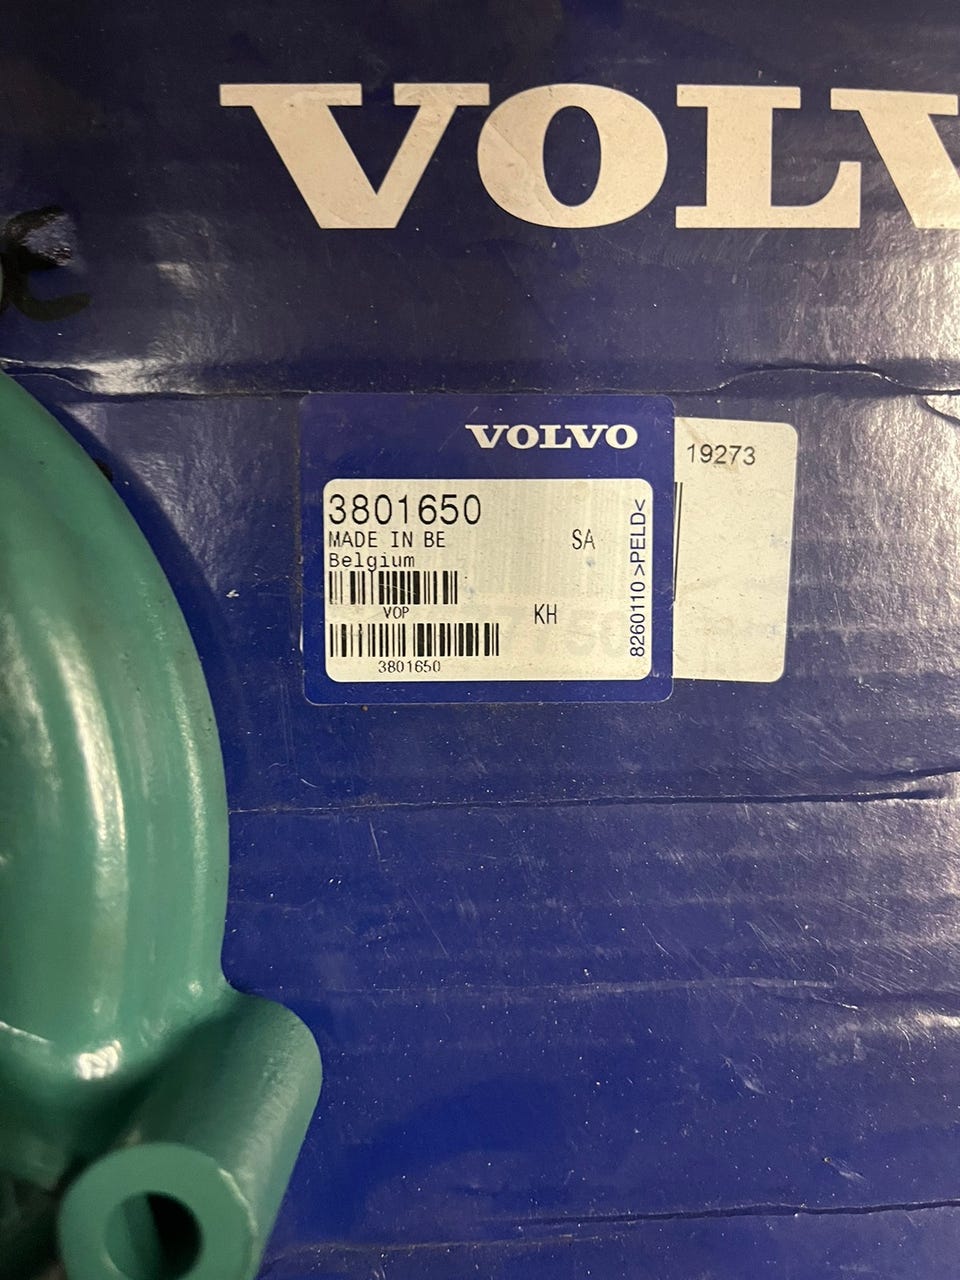 VOLV
VOLVO
19273
3801650
MADE IN BE
SA
Belgium
VOP
KH
3801650
8260110 >PELD<